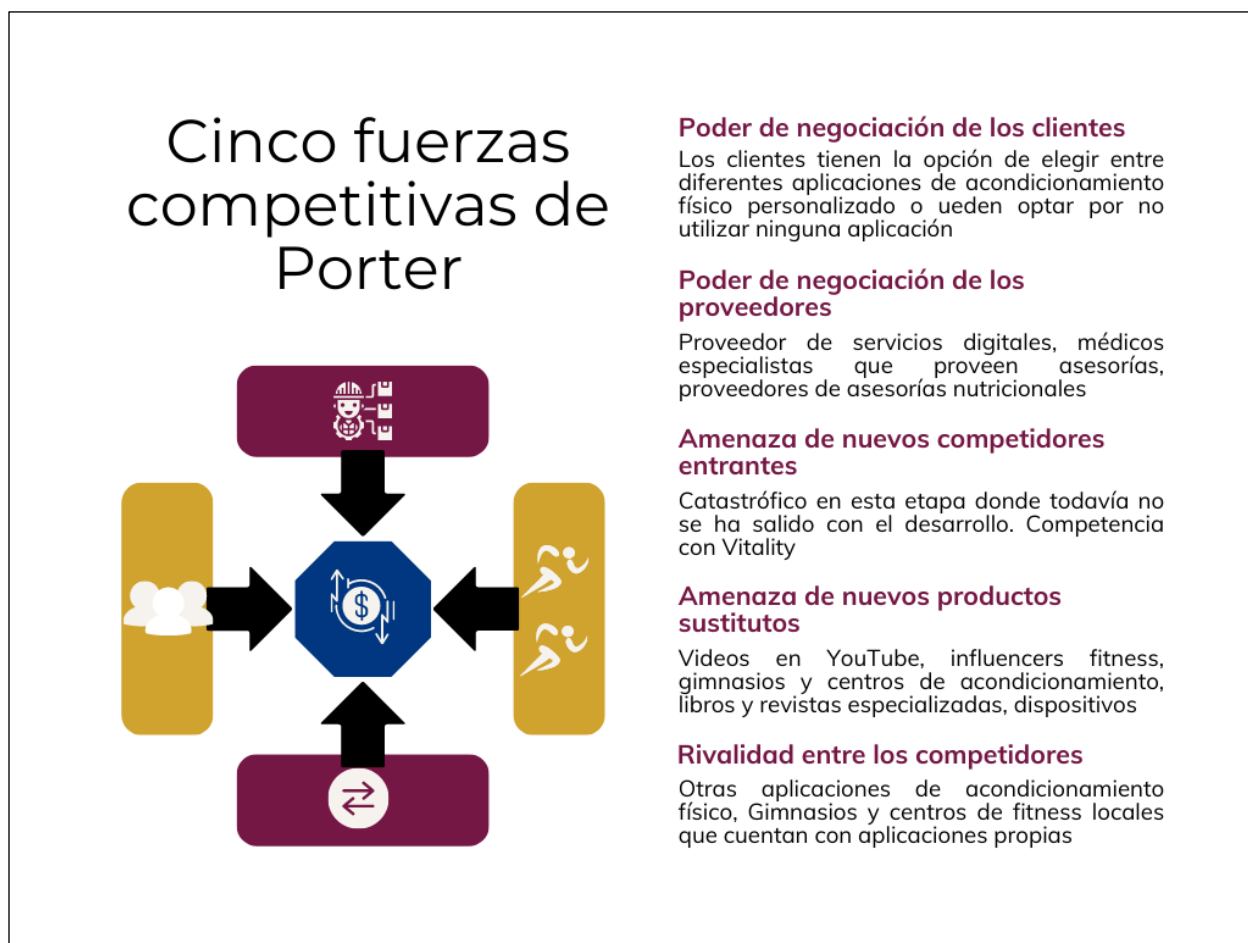 Cinco fuerzas
competitivas de
Porter
Poder de negociación de los clientes
Los clientes tienen la opción de elegir entre
diferentes aplicaciones de acondicionamiento
físico personalizado o ueden optar por no
utilizar ninguna aplicación
Poder de negociación de los
proveedores
Proveedor de servicios digitales, médicos
especialistas que proveen asesorías,
proveedores de asesorías nutricionales
Amenaza de nuevos competidores
entrantes
Catastrófico en esta etapa donde todavía no
se ha salido con el desarrollo. Competencia
con Vitality
Amenaza de nuevos productos
sustitutos
Videos en YouTube, influencers fitness,
gimnasios y centros de acondicionamiento,
libros y revistas especializadas, dispositivos
Rivalidad entre los competidores
Otras aplicaciones de acondicionamiento
físico, Gimnasios y centros de fitness locales
que cuentan con aplicaciones propias
$